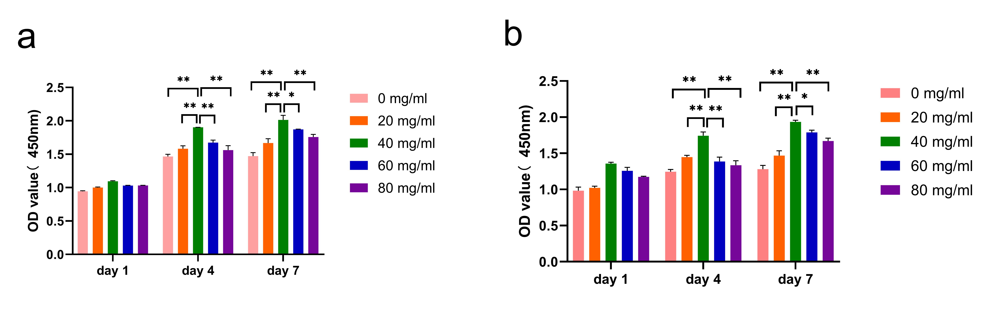 a
** ** ** **
** ** ** *
2.5
2.0
1.5
1.0
0.5
0.0
OD value( 450nm)
day 1 day 4 day 7
0 mg/ml
20 mg/ml
40 mg/ml
60 mg/ml
80 mg/ml
b
** ** ** **
** ** ** *
2.5
2.0
1.5
1.0
0.5
0.0
OD value( 450nm)
day 1 day 4 day 7
0 mg/ml
20 mg/ml
40 mg/ml
60 mg/ml
80 mg/ml